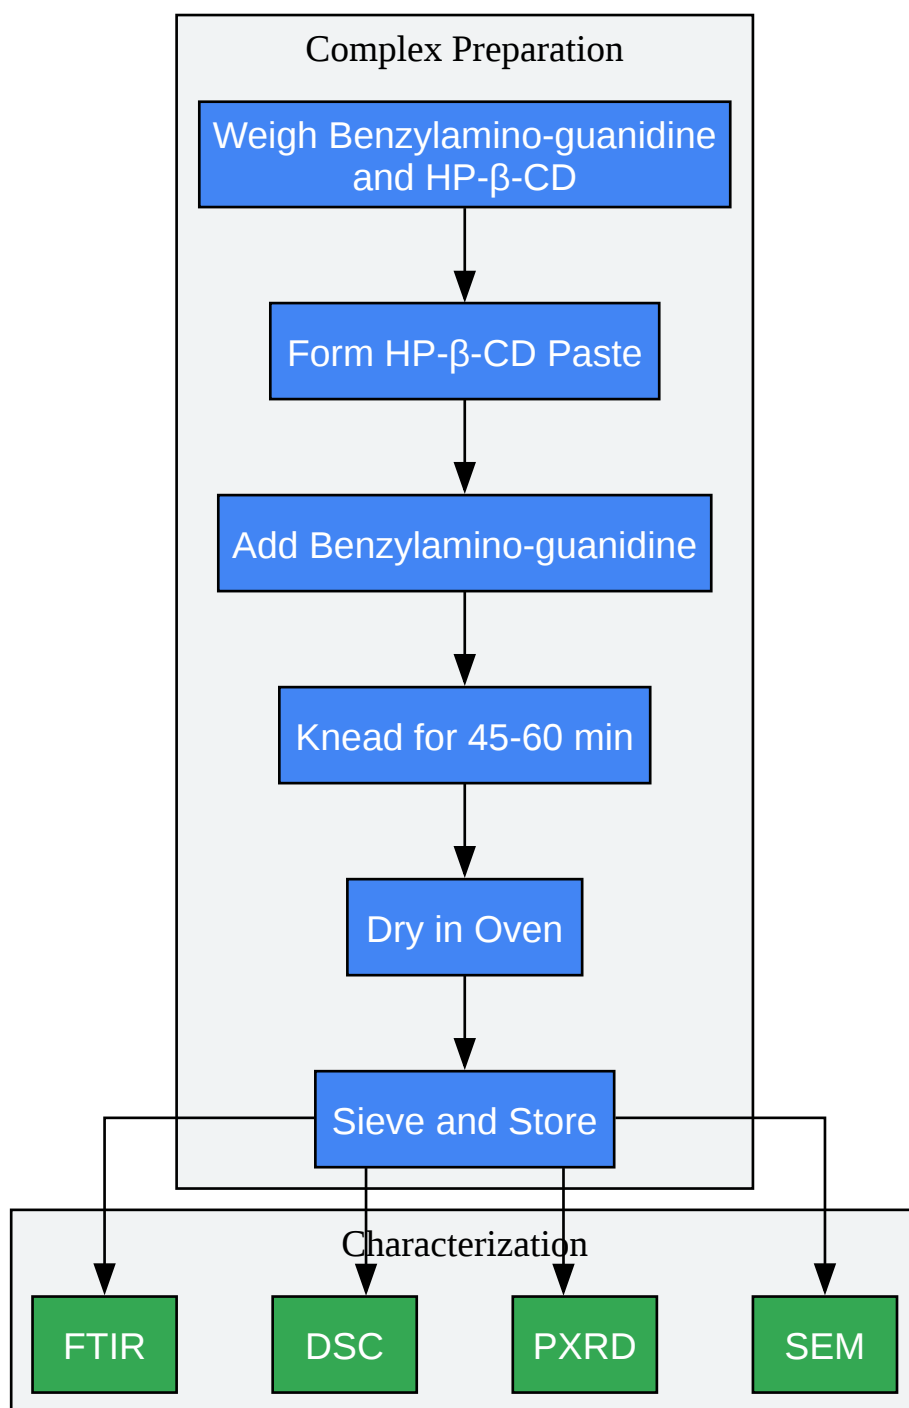 Complex Preparation
Weigh Benzylamino-guanidine
and HP-β-CD
Form HP-β-CD Paste
Add Benzylamino-guanidine
Knead for 45-60 min
Dry in Oven
Sieve and Store
Characterization
FTIR
DSC
PXRD
SEM